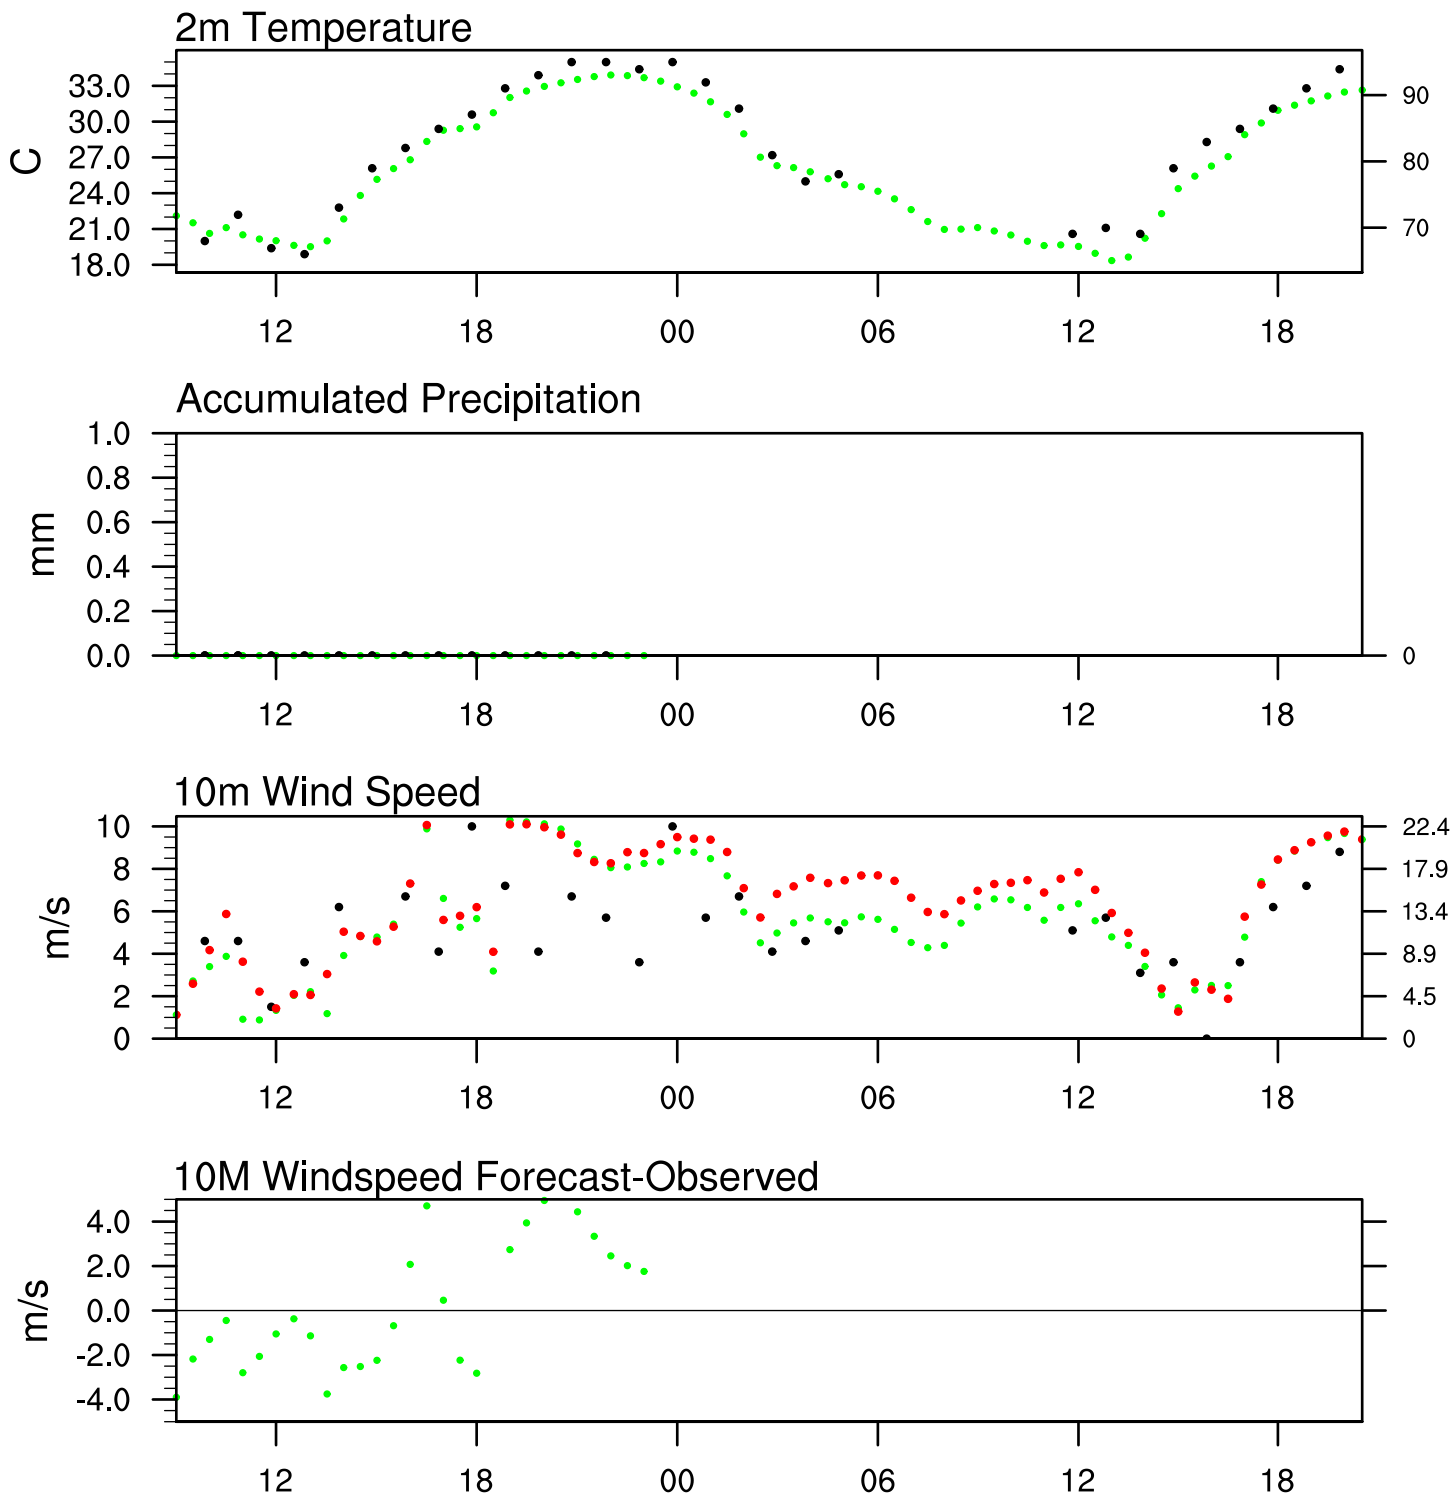 2m Temperature
C
33.0
30.0
27.0
24.0
21.0
18.0
90
80
70
12 18 00 06 12 18
Accumulated Precipitation
mm
1.0
0.8
0.6
0.4
0.2
0.0
0
12 18 00 06 12 18
10m Wind Speed
m/s
10
8
6
4
2
0
22.4
17.9
13.4
8.9
4.5
0
12 18 00 06 12 18
10M Windspeed Forecast-Observed
m/s
4.0
2.0
0.0
-2.0
-4.0
12 18 00 06 12 18